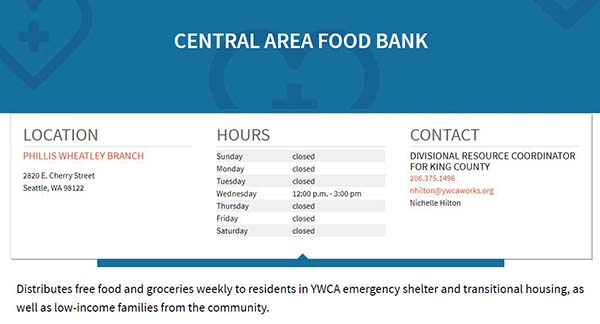 CENTRAL AREA FOOD BANK
LOCATION
PHILLIS WHEATLEY BRANCH
2820 E. Cherry Street
Seattle, WA 98122
HOURS
Sunday closed
Monday closed
Tuesday closed
Wednesday 12:00 p.m. - 3:00 pm
Thursday closed
Friday closed
Saturday closed
CONTACT
DIVISIONAL RESOURCE COORDINATOR
FOR KING COUNTY
206.375.1496
nhilton@ywcaworks.org
Nichelle Hilton
Distributes free food and groceries weekly to residents in YWCA emergency shelter and transitional housing, as
well as low-income families from the community.